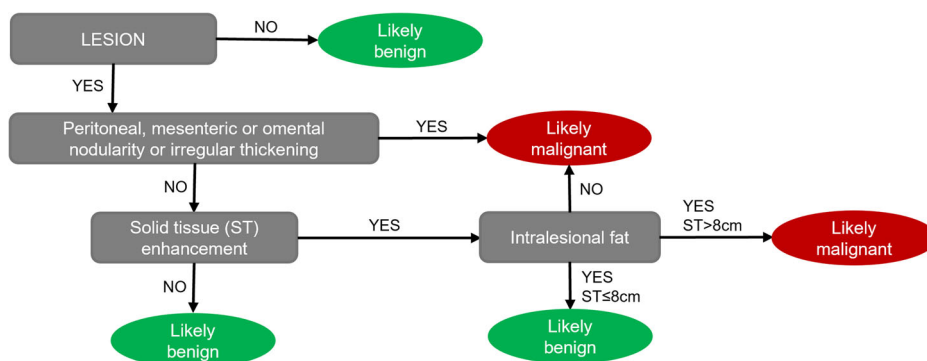 LESION
NO
Likely
benign
YES
Peritoneal, mesenteric or omental
nodularity or irregular thickening
YES
Likely
malignant
NO
NO
Solid tissue (ST)
enhancement
YES
Intralesional fat
YES
ST>8cm
Likely
malignant
NO
YES
ST≤8cm
Likely
benign
Likely
benign